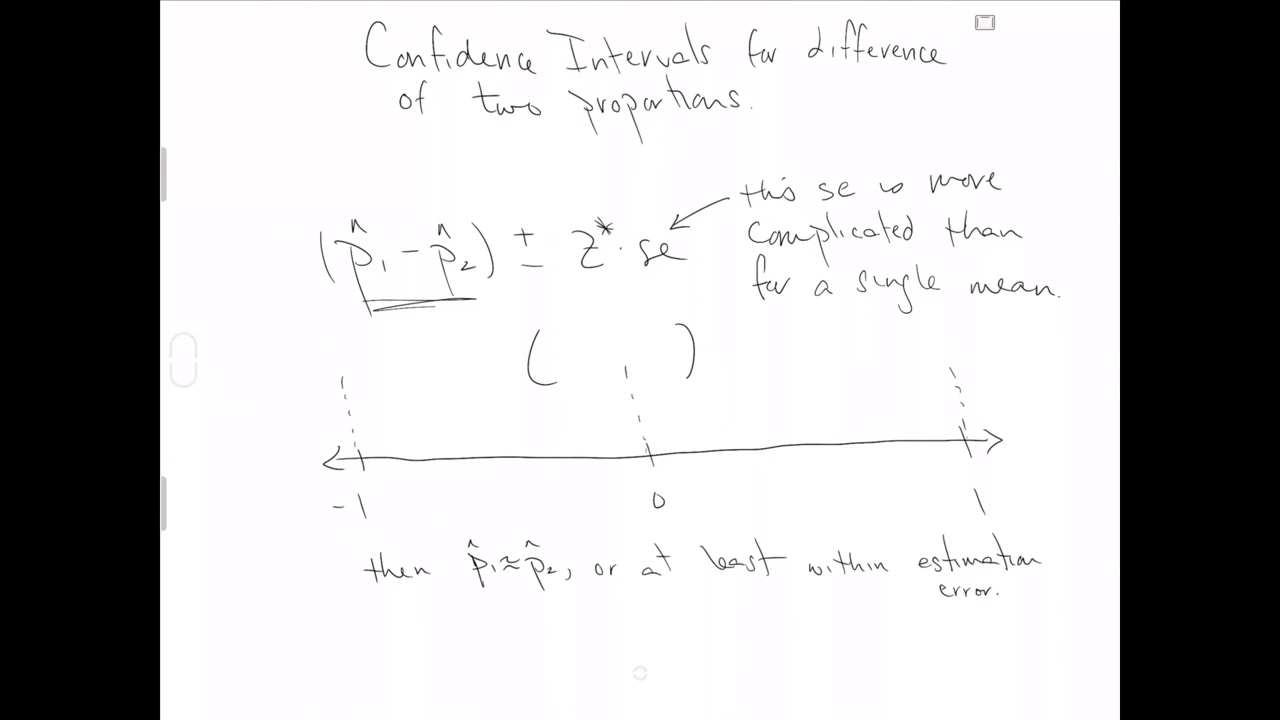 Confidence Intervals for difference
of two proportions.
this se is more
complicated than
for a single mean.
(p̂₁ - p̂₂) ± z* · se
( )
-1 0 1
then p̂₁ ≈ p̂₂, or at least within estimation
error.